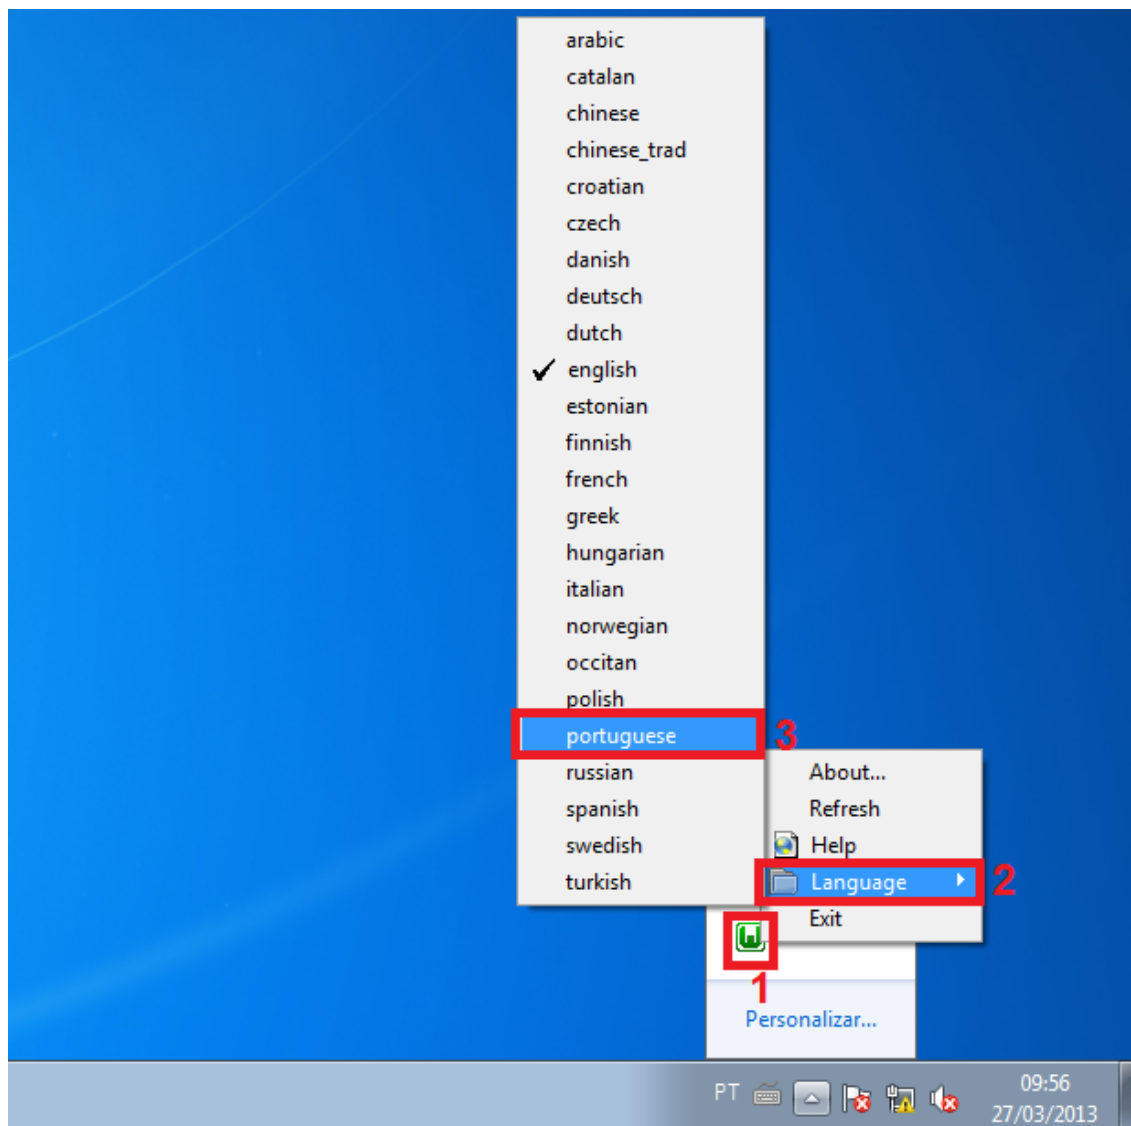 arabic
catalan
chinese
chinese_trad
croatian
czech
danish
deutsch
dutch
english
estonian
finnish
french
greek
hungarian
italian
norwegian
occitan
polish
portuguese
russian
spanish
swedish
turkish
3
About...
Refresh
Help
Language
2
Exit
1
Personalizar...
PT
09:56
27/03/2013